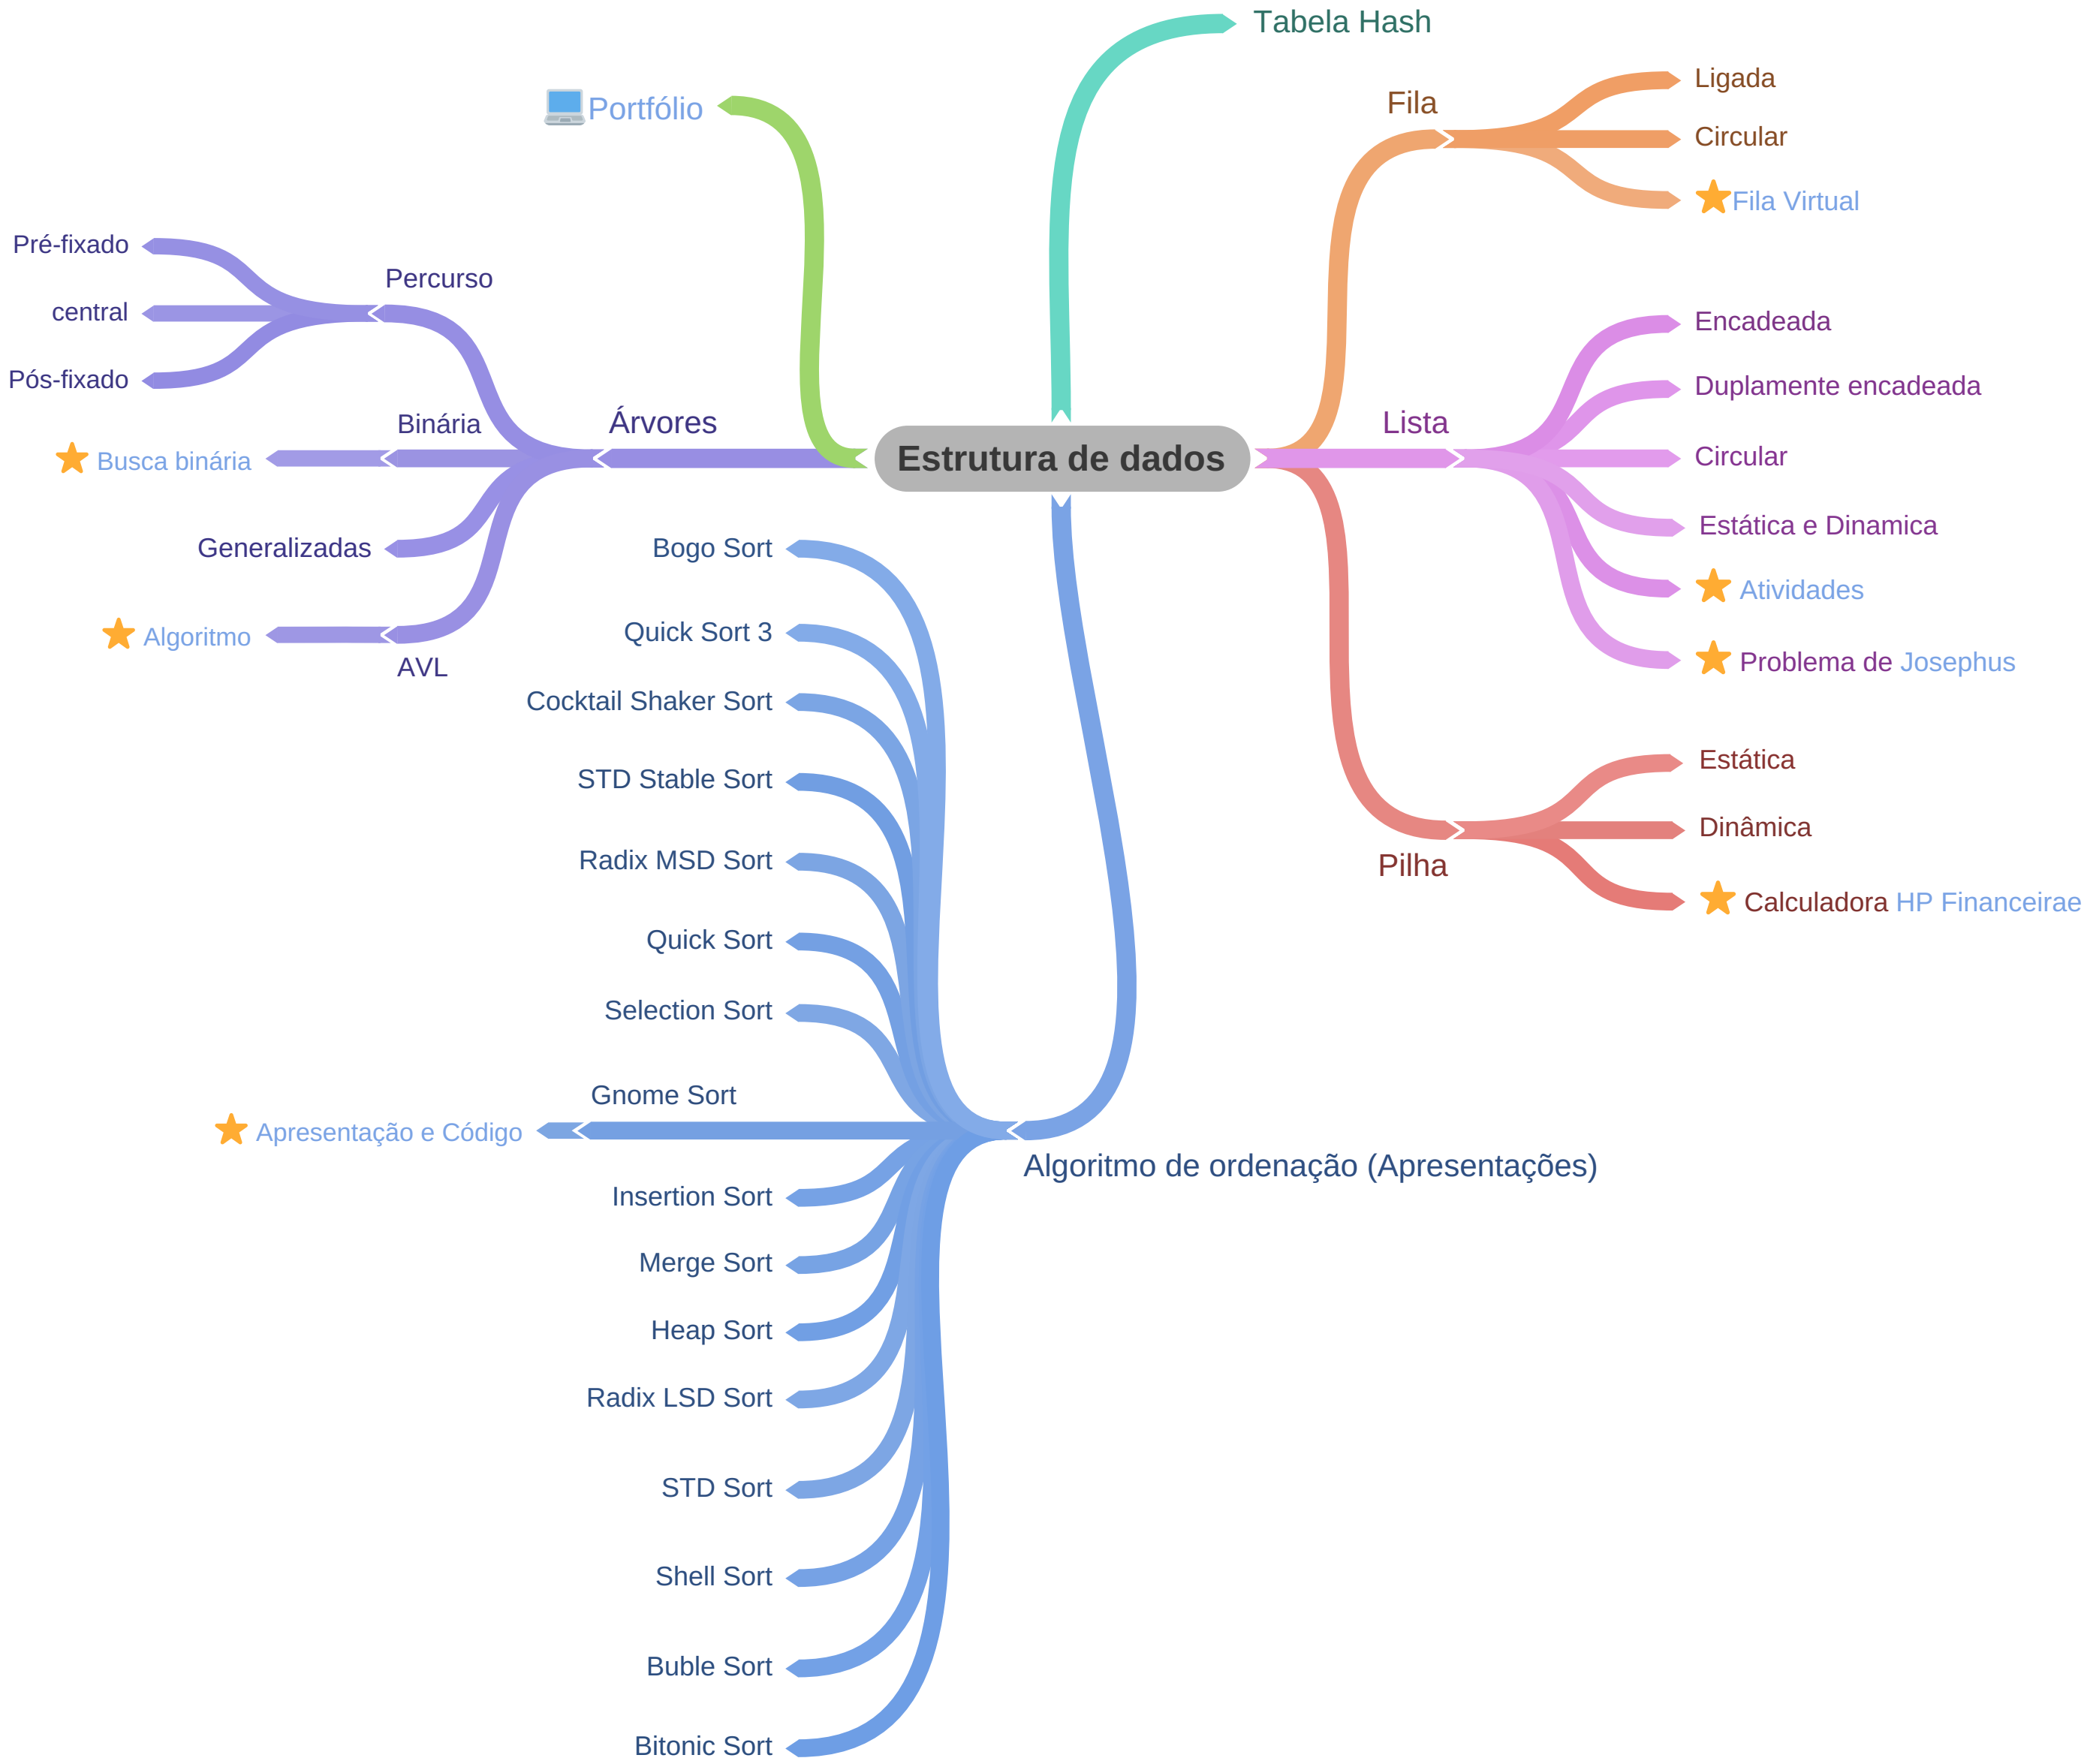 Tabela Hash
Portfólio
Fila
Ligada
Circular
Fila Virtual
Pré-fixado
Percurso
central
Pós-fixado
Binária
Busca binária
Árvores
Generalizadas
Algoritmo
AVL
Estrutura de dados
Lista
Encadeada
Duplamente encadeada
Circular
Estática e Dinamica
Atividades
Problema de Josephus
Pilha
Estática
Dinâmica
Calculadora HP Financeirae
Bogo Sort
Quick Sort 3
Cocktail Shaker Sort
STD Stable Sort
Radix MSD Sort
Quick Sort
Selection Sort
Gnome Sort
Apresentação e Código
Algoritmo de ordenação (Apresentações)
Insertion Sort
Merge Sort
Heap Sort
Radix LSD Sort
STD Sort
Shell Sort
Buble Sort
Bitonic Sort